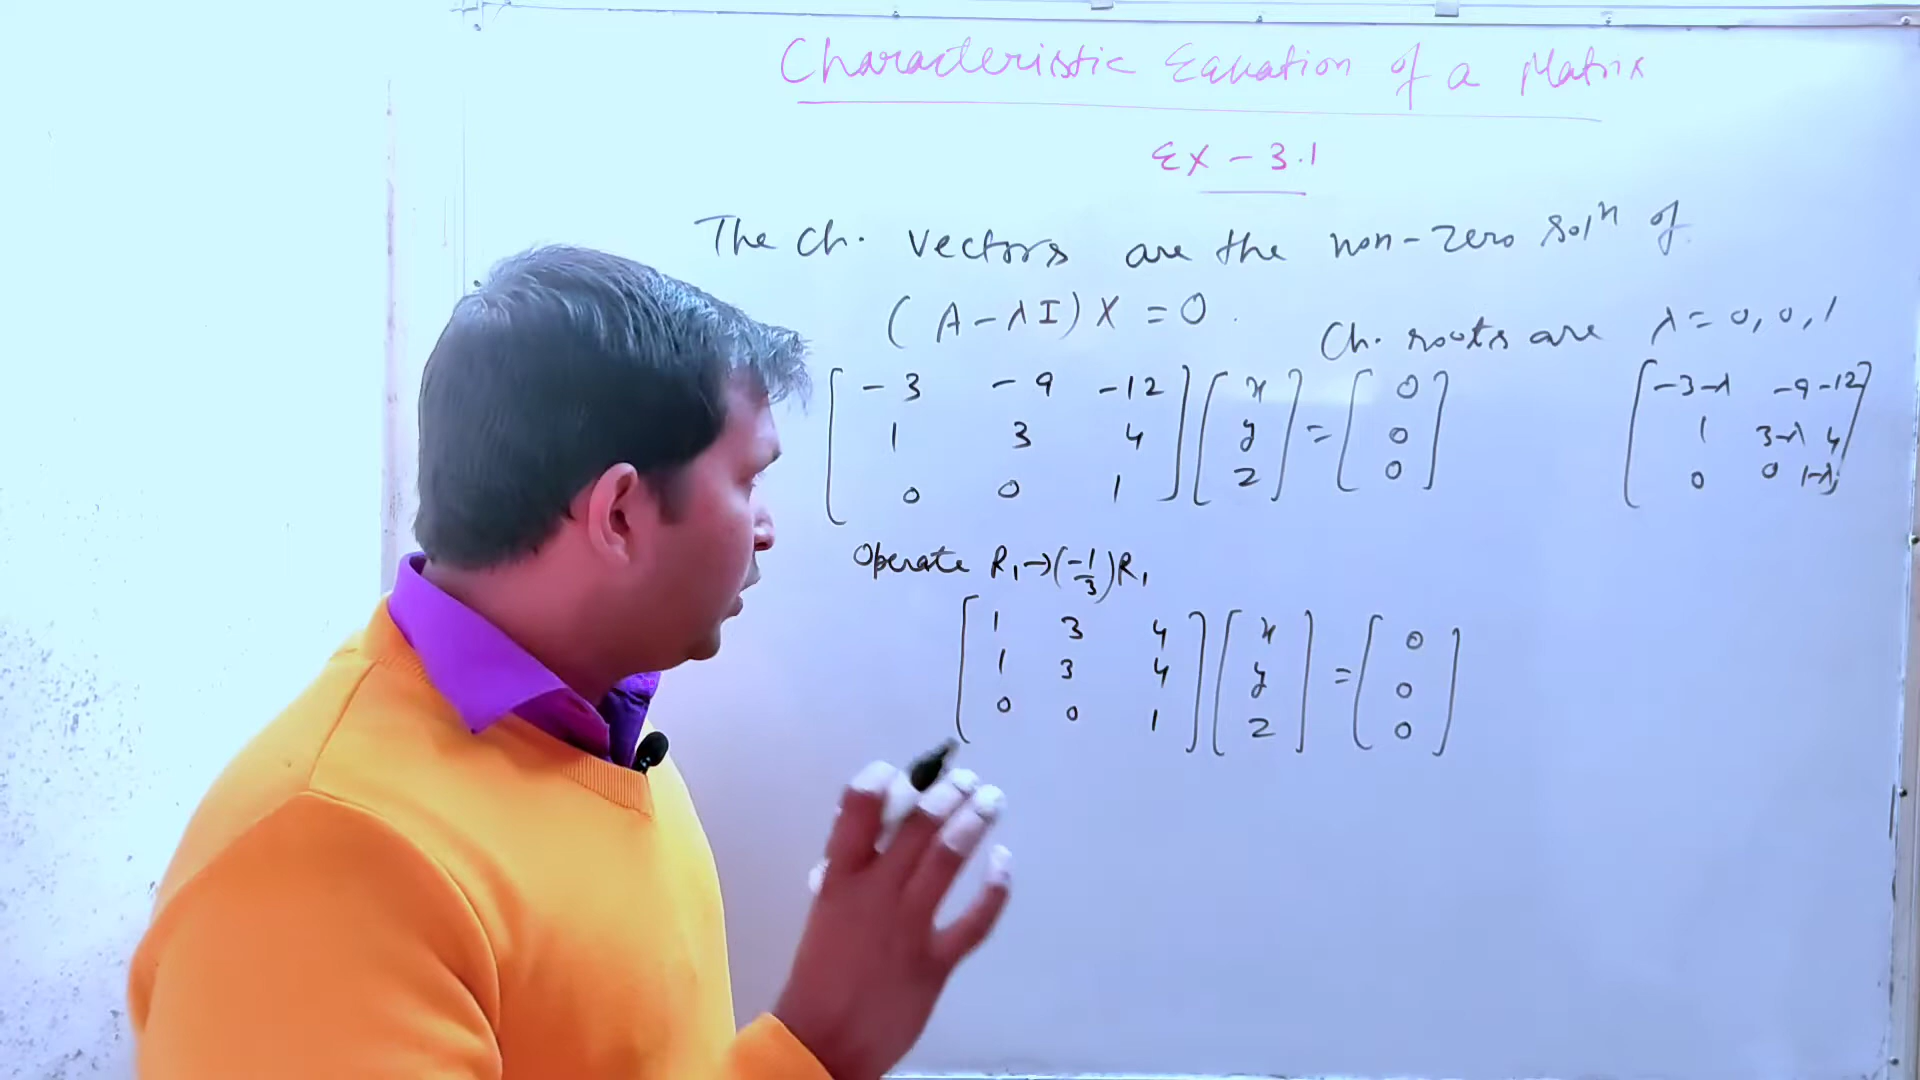 Characteristic Equation of a Matrix
Ex - 3.1
The ch. vectors are the non-zero solⁿ of
(A - λI) X = 0.
Ch. roots are λ = 0, 0, 1
[ -3 -9 -12 ] [ x ] = [ 0 ]
[ 1 3 4 ] [ y ] [ 0 ]
[ 0 0 1 ] [ z ] [ 0 ]
[ -3-λ -9 -12 ]
[ 1 3-λ 4 ]
[ 0 0 1-λ ]
Operate R₁→(-1/3)R₁
[ 1 3 4 ] [ x ] = [ 0 ]
[ 1 3 4 ] [ y ] [ 0 ]
[ 0 0 1 ] [ z ] [ 0 ]